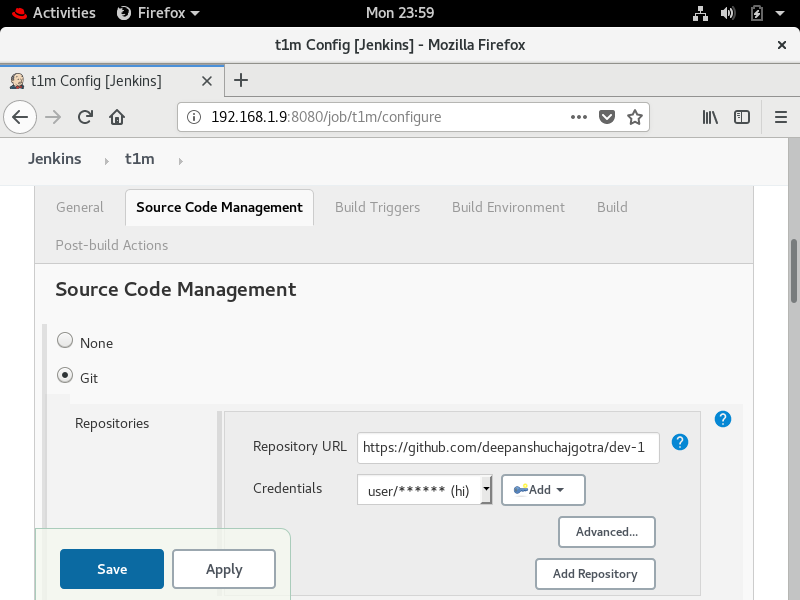 Activities Firefox Mon 23:59
t1m Config [Jenkins] - Mozilla Firefox
t1m Config [Jenkins]
192.168.1.9:8080/job/t1m/configure
Jenkins t1m
General Source Code Management Build Triggers Build Environment Build
Post-build Actions
Source Code Management
None
Git
Repositories
Repository URL https://github.com/deepanshuchajgotra/dev-1
Credentials user/****** (hi) Add
Advanced...
Add Repository
Save Apply